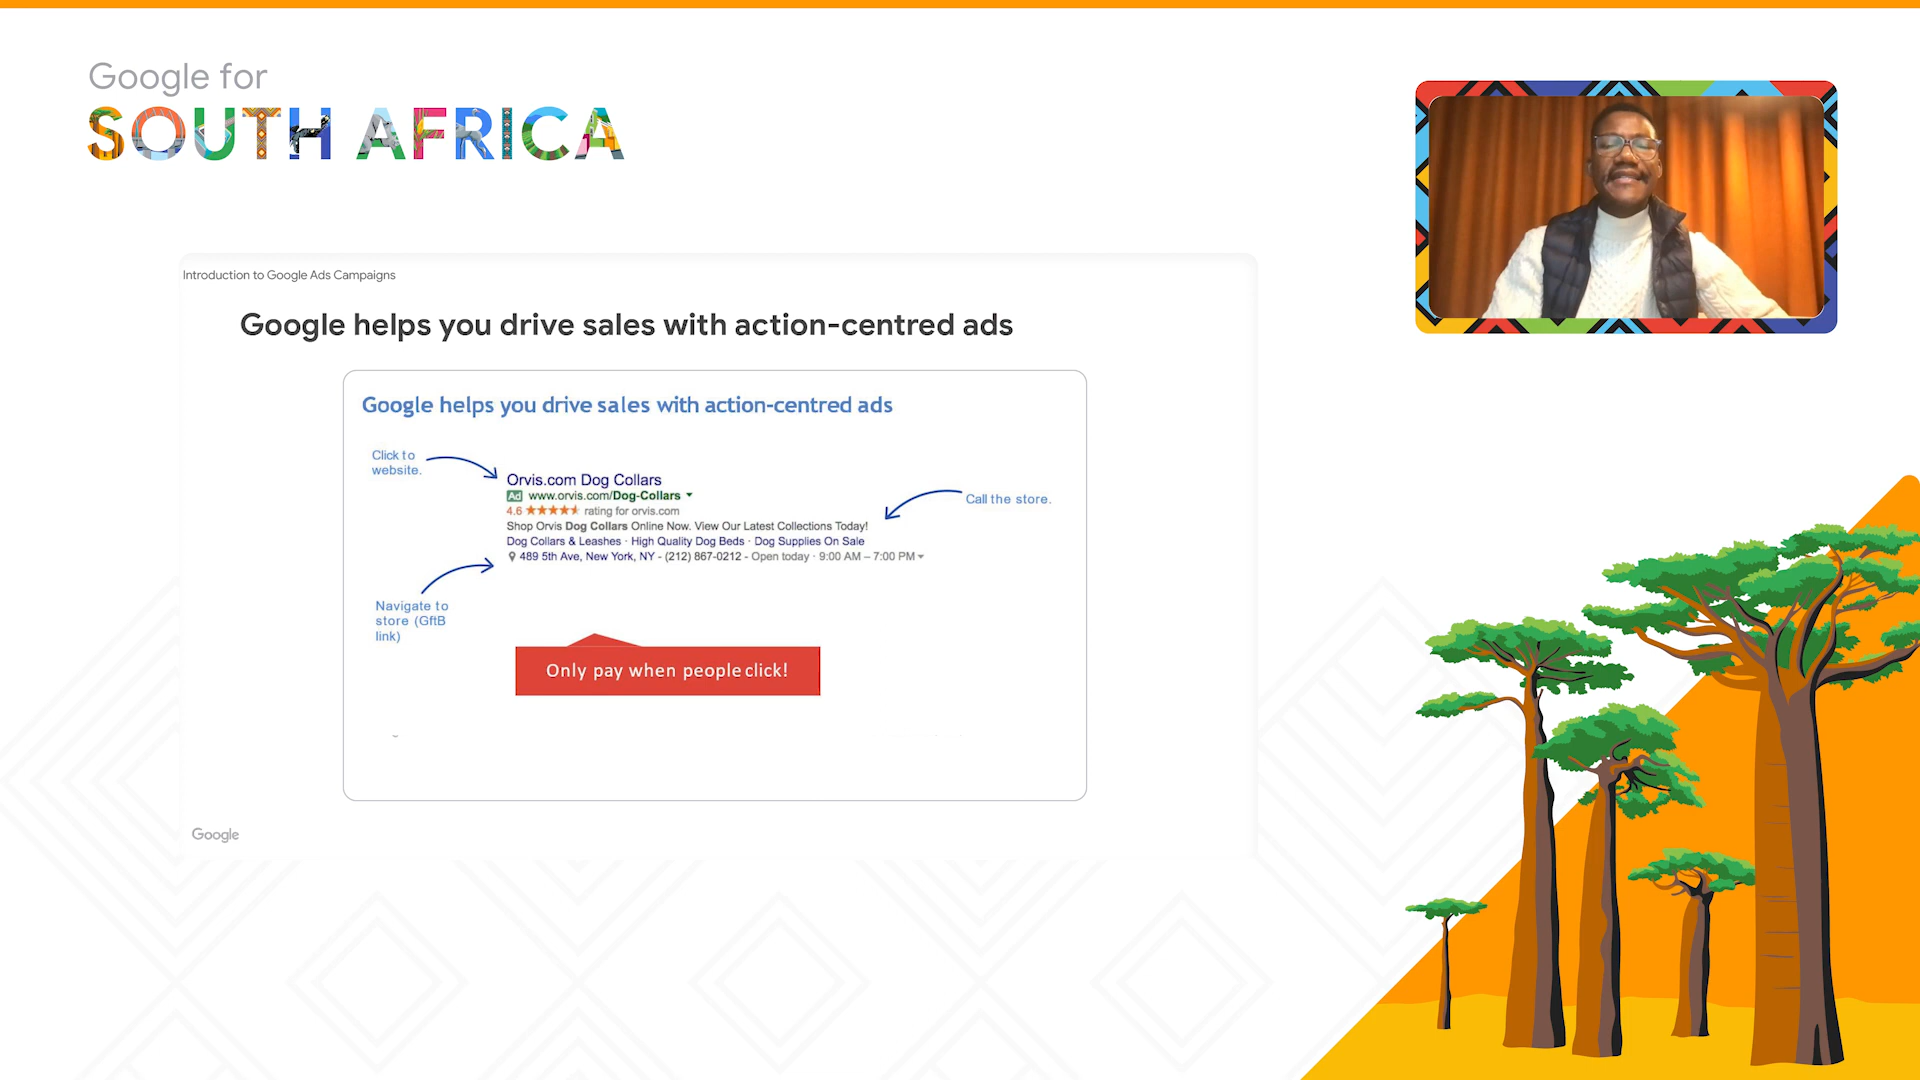 Google for
SOUTH AFRICA
Introduction to Google Ads Campaigns
Google helps you drive sales with action-centred ads
Google helps you drive sales with action-centred ads
Click to
website.
Orvis.com Dog Collars
Ad www.orvis.com/Dog-Collars
4.6 ★★★★★ rating for orvis.com
Shop Orvis Dog Collars Online Now. View Our Latest Collections Today!
Dog Collars & Leashes · High Quality Dog Beds · Dog Supplies On Sale
489 5th Ave, New York, NY - (212) 867-0212 - Open today · 9:00 AM – 7:00 PM
Call the store.
Navigate to
store (GftB
link)
Only pay when people click!
Google